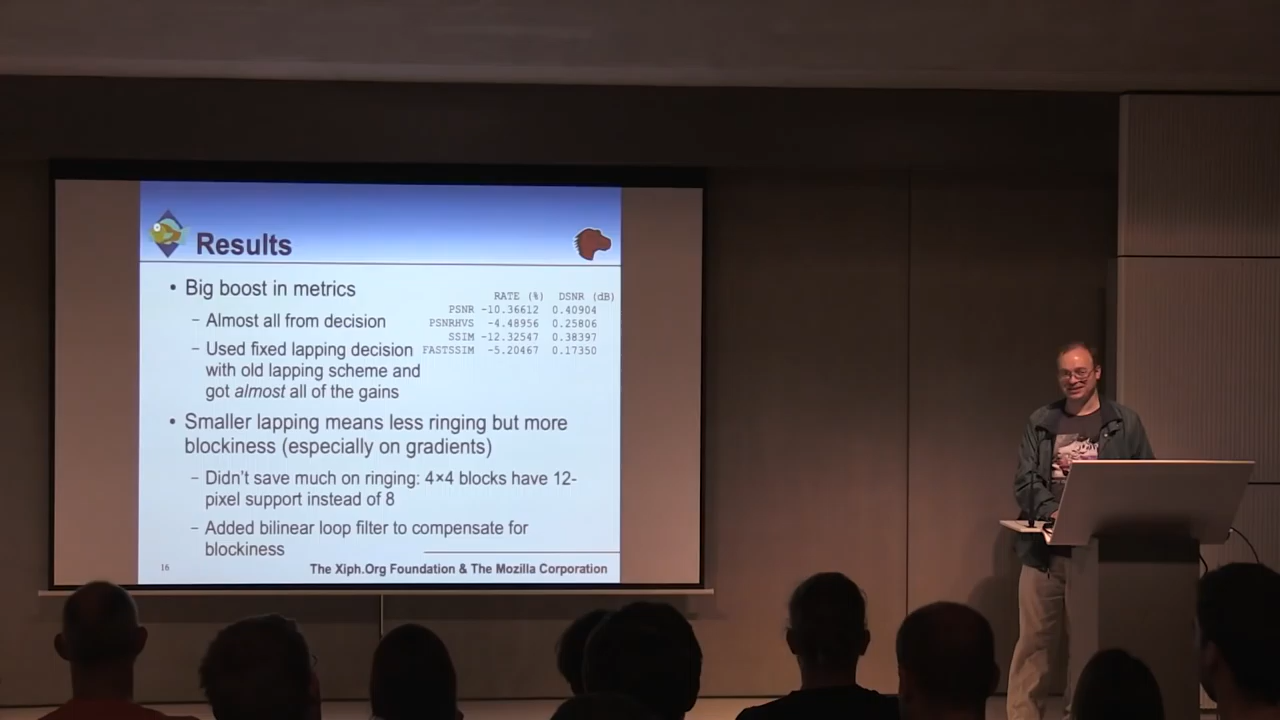 Results
• Big boost in metrics
– Almost all from decision
– Used fixed lapping decision
with old lapping scheme and
got almost all of the gains
RATE (%) DSNR (dB)
PSNR -10.36612 0.40904
PSNRHVS -4.48956 0.25806
SSIM -12.32547 0.38397
FASTSSIM -5.20467 0.17350
• Smaller lapping means less ringing but more
blockiness (especially on gradients)
– Didn't save much on ringing: 4×4 blocks have 12-
pixel support instead of 8
– Added bilinear loop filter to compensate for
blockiness
16
The Xiph.Org Foundation & The Mozilla Corporation